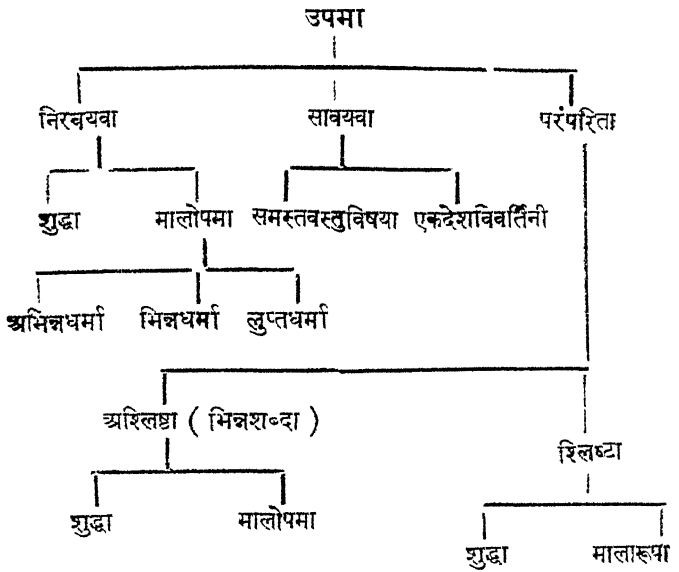 उपमा
निरवयवा सावयवा परंपरिता
शुद्धा मालोपमा समस्तवस्तुविषया एकदेशविवर्तिनी
अभिन्नधर्मा भिन्नधर्मा लुप्तधर्मा
अश्लिष्टा ( भिन्नशब्दा )
श्लिष्टा
शुद्धा मालोपमा
शुद्धा मालारूपा